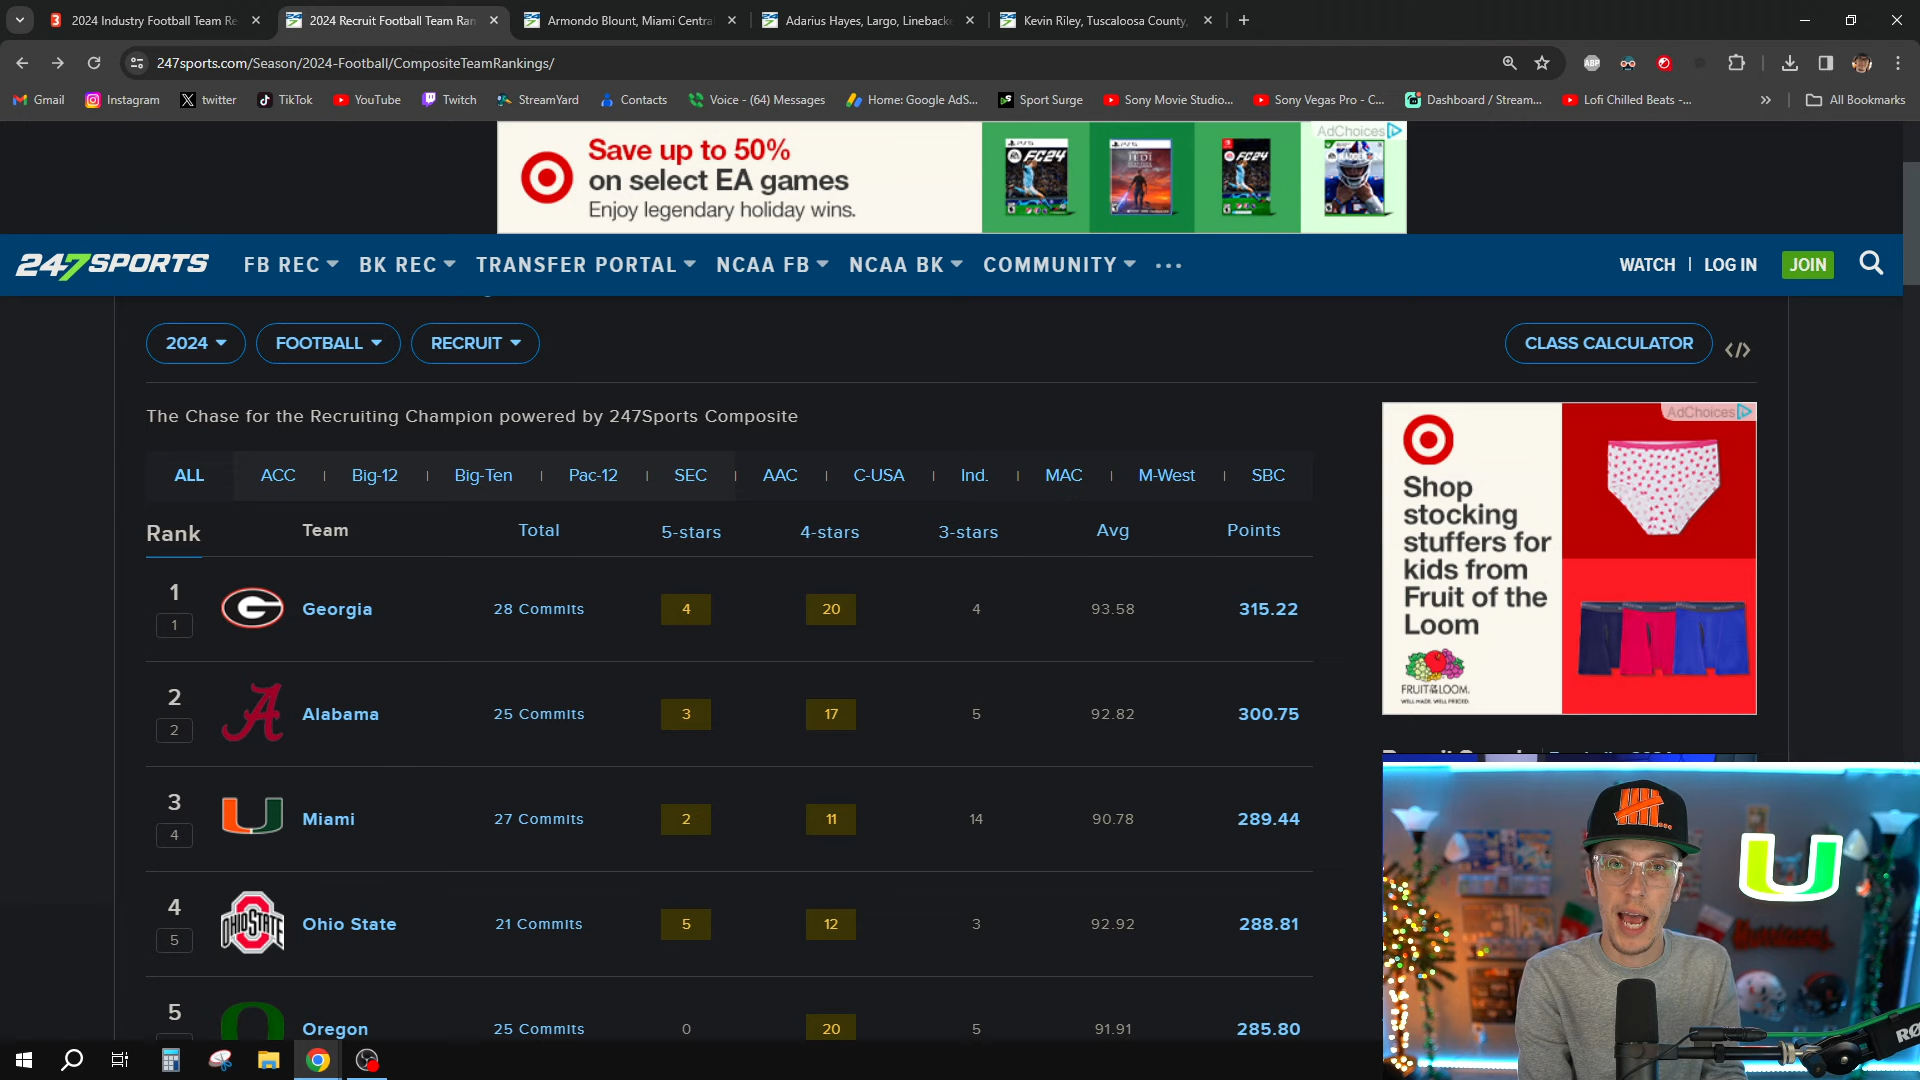 2024 Industry Football Team Re
2024 Recruit Football Team Ran
Armondo Blount, Miami Centra
Adarius Hayes, Largo, Linebacke
Kevin Riley, Tuscaloosa County,
247sports.com/Season/2024-Football/CompositeTeamRankings/
ABP
Gmail
Instagram
twitter
TikTok
YouTube
Twitch
StreamYard
Contacts
Voice - (64) Messages
Home: Google AdS...
Sport Surge
Sony Movie Studio...
Sony Vegas Pro - C...
Dashboard / Stream...
Lofi Chilled Beats -...
All Bookmarks
Save up to 50%
on select EA games
Enjoy legendary holiday wins.
AdChoices
247SPORTS
FB REC
BK REC
TRANSFER PORTAL
NCAA FB
NCAA BK
COMMUNITY
WATCH
LOG IN
JOIN
2024
FOOTBALL
RECRUIT
CLASS CALCULATOR
</>
The Chase for the Recruiting Champion powered by 247Sports Composite
ALL ACC | Big-12 | Big-Ten | Pac-12 | SEC | AAC | C-USA | Ind. | MAC | M-West | SBC
Rank Team Total 5-stars 4-stars 3-stars Avg Points
1 1 Georgia 28 Commits 4 20 4 93.58 315.22
2 2 Alabama 25 Commits 3 17 5 92.82 300.75
3 4 Miami 27 Commits 2 11 14 90.78 289.44
4 5 OHIO STATE Ohio State 21 Commits 5 12 3 92.92 288.81
5 Oregon 25 Commits 0 20 5 91.91 285.80
AdChoices
Shop
stocking
stuffers for
kids from
Fruit of the
Loom
FRUIT OF THE LOOM.